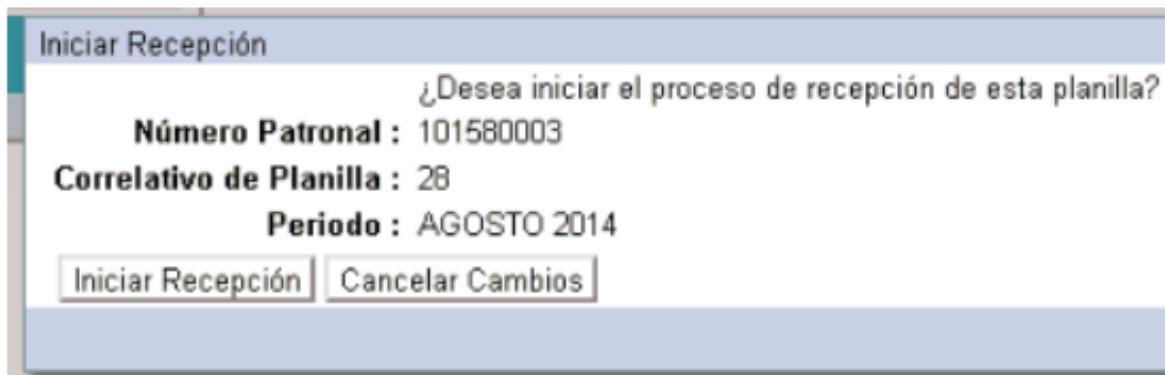 Iniciar Recepción
¿Desea iniciar el proceso de recepción de esta planilla?
Número Patronal : 101580003
Correlativo de Planilla : 28
Periodo : AGOSTO 2014
Iniciar Recepción Cancelar Cambios